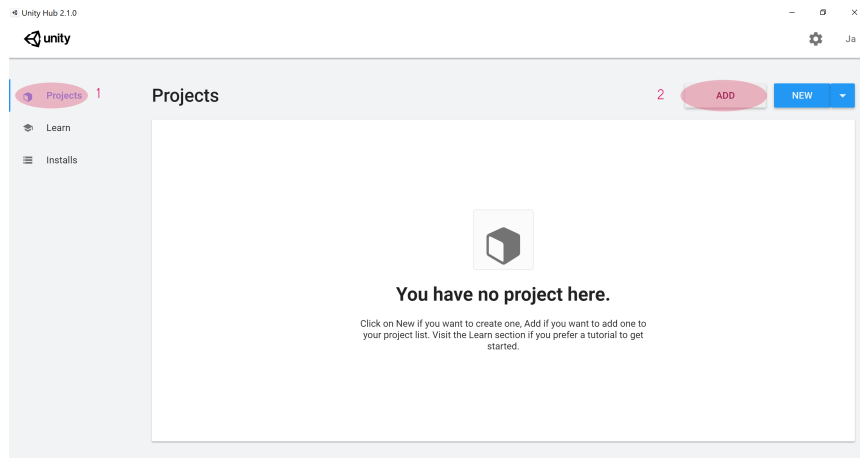 Unity Hub 2.1.0
unity
Ja
Projects 1
Projects
2 ADD NEW
Learn
Installs
You have no project here.
Click on New if you want to create one, Add if you want to add one to
your project list. Visit the Learn section if you prefer a tutorial to get
started.